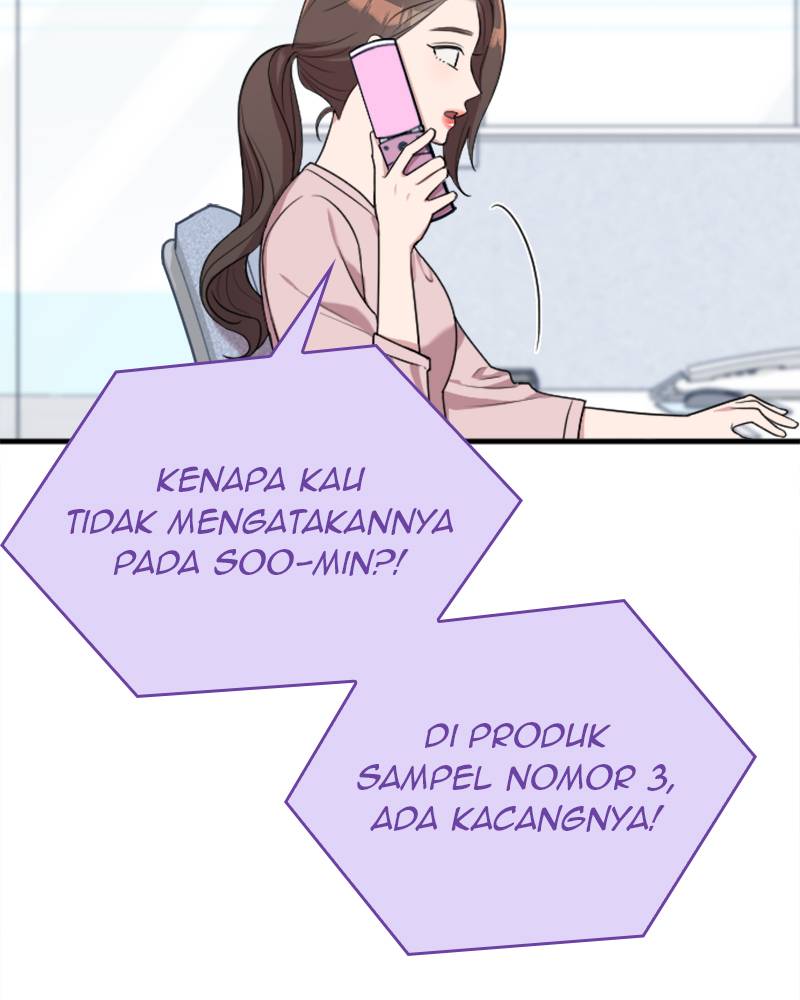 KENAPA KAU
TIDAK MENGATAKANNYA
PADA SOO-MIN?!
DI PRODUK
SAMPEL NOMOR 3,
ADA KACANGNYA!